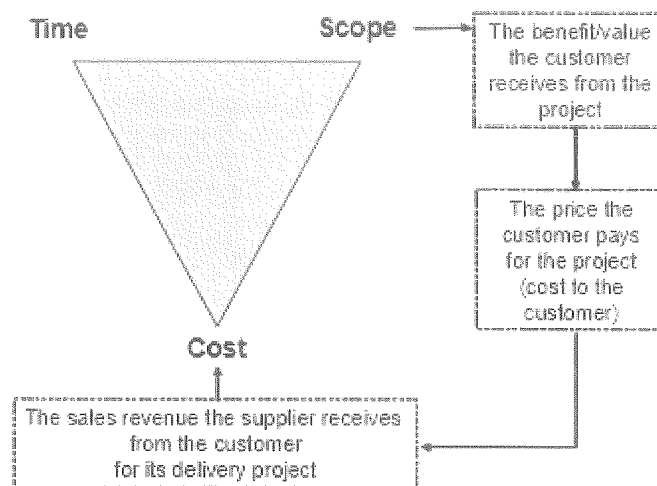 Time
Scope
The benefit/value
the customer
receives from the
project
The price the
customer pays
for the project
(cost to the
customer)
Cost
The sales revenue the supplier receives
from the customer
for its delivery project